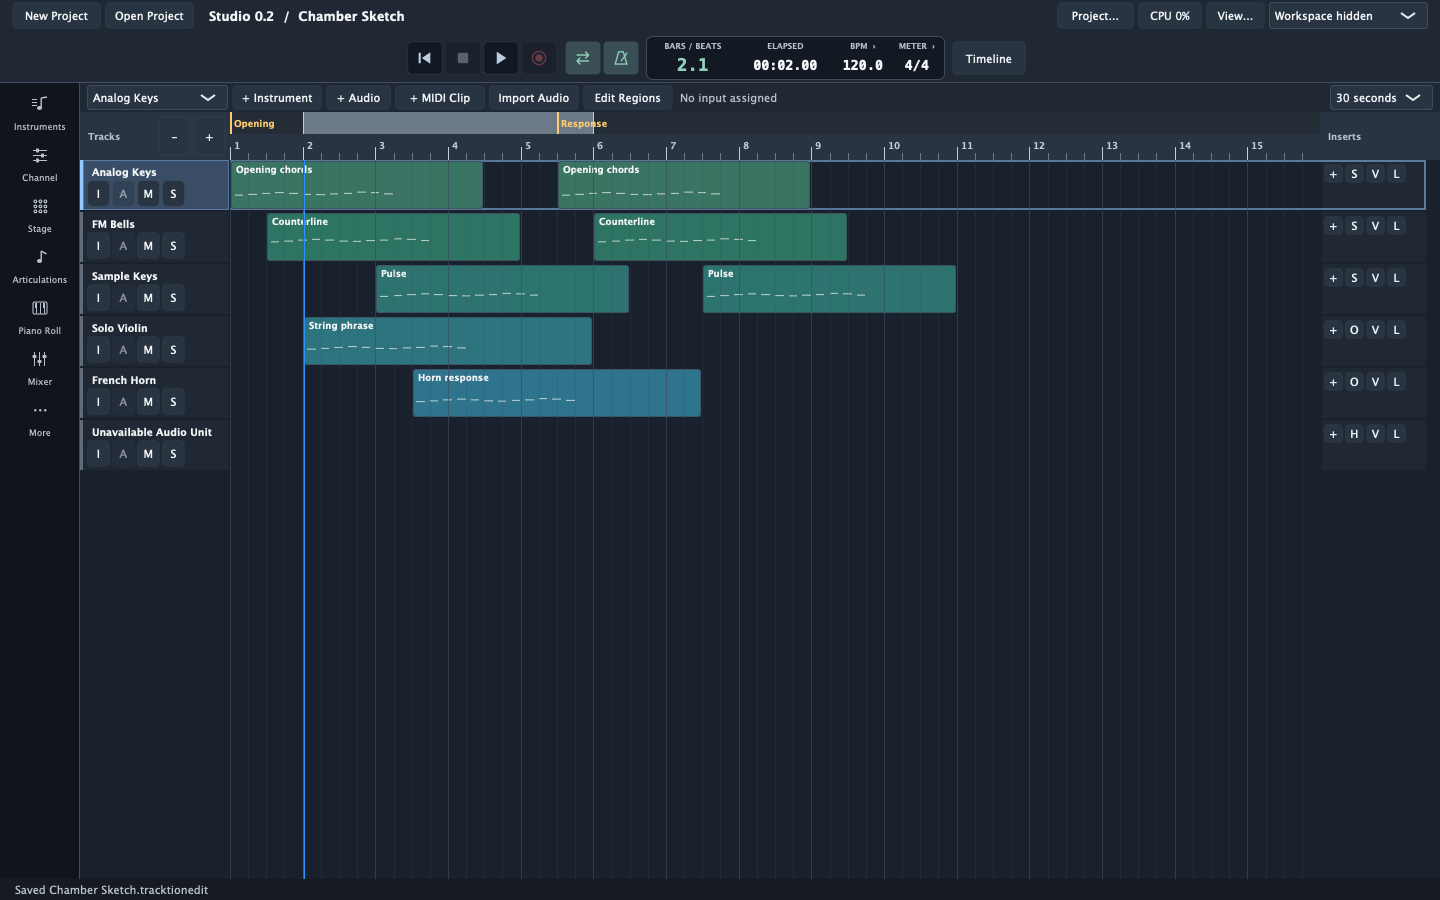 New Project Open Project Studio 0.2 / Chamber Sketch Project... CPU 0% View... Workspace hidden
BARS / BEATS ELAPSED BPM › METER ›
2.1 00:02.00 120.0 4/4 Timeline
Analog Keys + Instrument + Audio + MIDI Clip Import Audio Edit Regions No input assigned 30 seconds
Instruments
Channel
Stage
Articulations
Piano Roll
Mixer
More
Opening Response
Tracks - + Inserts
1 2 3 4 5 6 7 8 9 10 11 12 13 14 15
Analog Keys Opening chords Opening chords
I A M S + S V L
FM Bells Counterline Counterline
I A M S + S V L
Sample Keys Pulse Pulse
I A M S + S V L
Solo Violin String phrase
I A M S + O V L
French Horn Horn response
I A M S + O V L
Unavailable Audio Unit
I A M S + H V L
Saved Chamber Sketch.tracktionedit